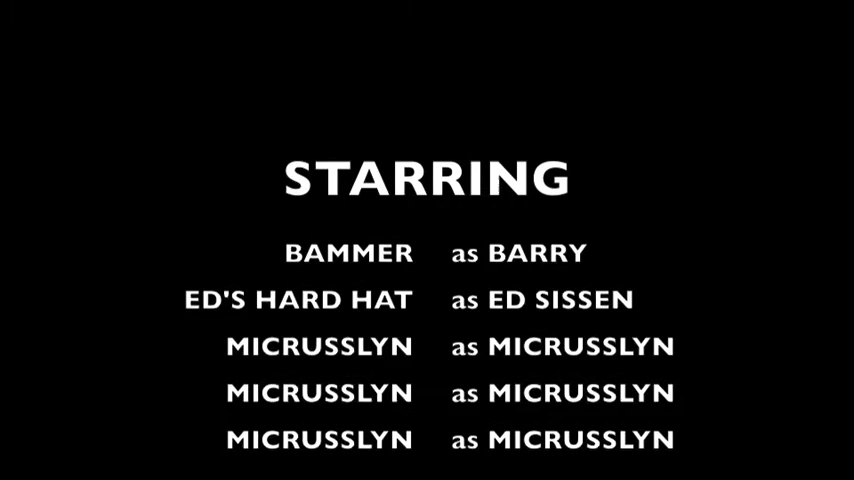 STARRING
BAMMER as BARRY
ED'S HARD HAT as ED SISSEN
MICRUSSLYN as MICRUSSLYN
MICRUSSLYN as MICRUSSLYN
MICRUSSLYN as MICRUSSLYN